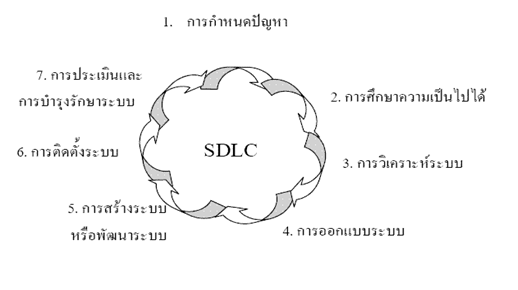 1. การกำหนดปัญหา
2. การศึกษาความเป็นไปได้
3. การวิเคราะห์ระบบ
4. การออกแบบระบบ
5. การสร้างระบบ
หรือพัฒนาระบบ
6. การติดตั้งระบบ
7. การประเมินและ
การบำรุงรักษาระบบ
SDLC